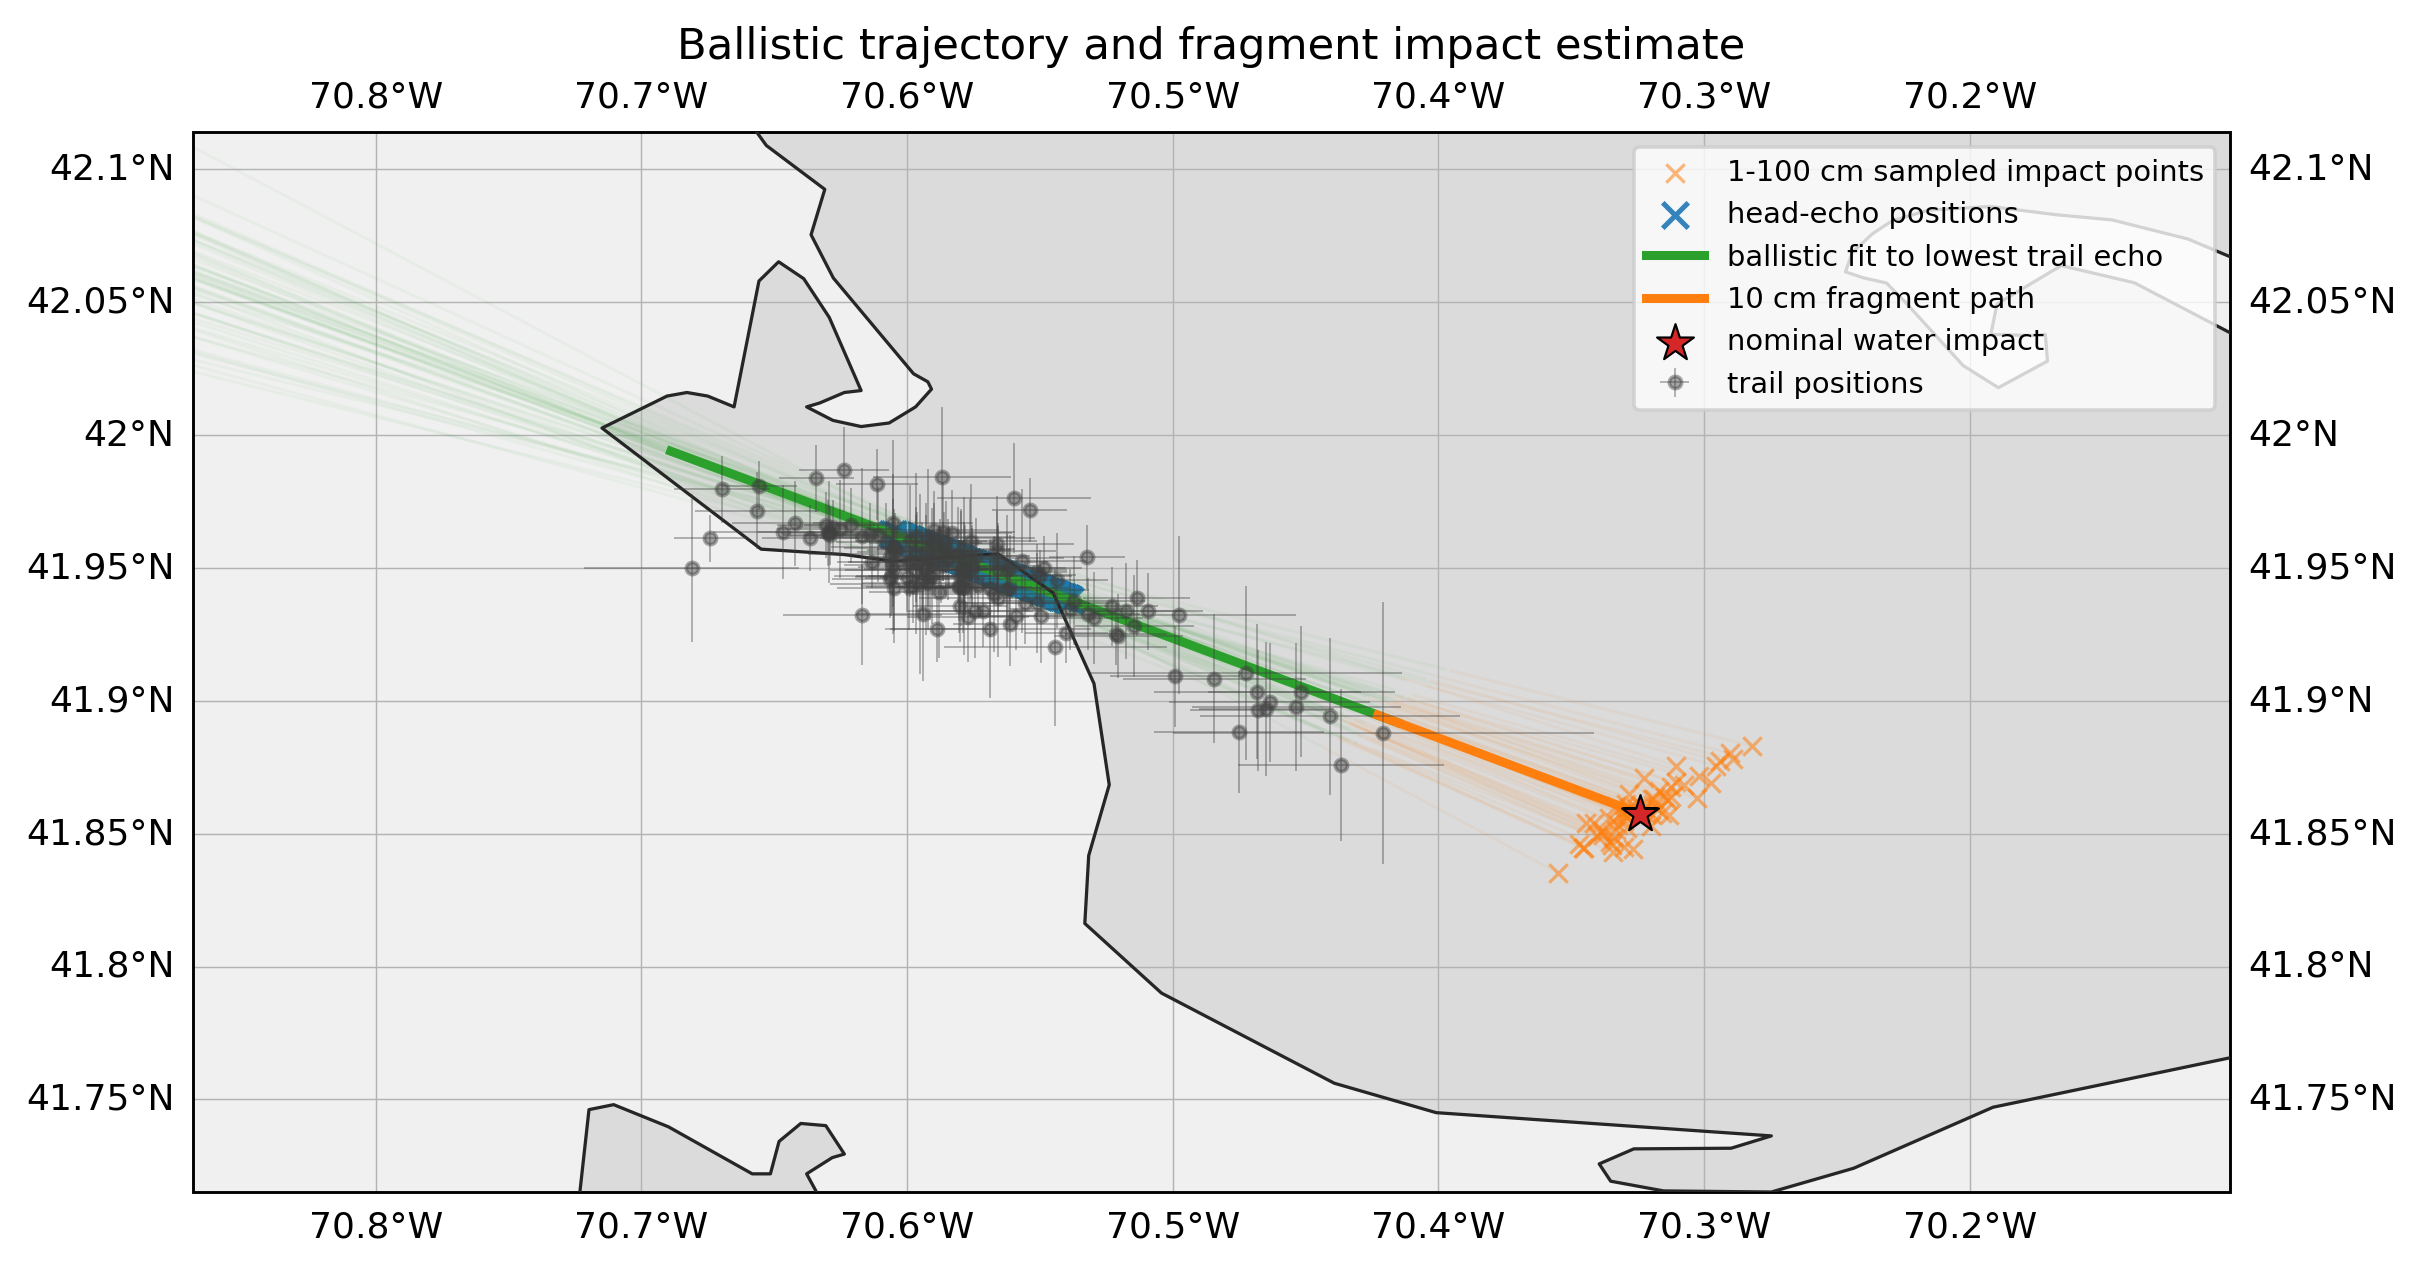 Ballistic trajectory and fragment impact estimate
70.8°W 70.7°W 70.6°W 70.5°W 70.4°W 70.3°W 70.2°W
42.1°N 42.1°N
42.05°N 42.05°N
42°N 42°N
41.95°N 41.95°N
41.9°N 41.9°N
41.85°N 41.85°N
41.8°N 41.8°N
41.75°N 41.75°N
1-100 cm sampled impact points
head-echo positions
ballistic fit to lowest trail echo
10 cm fragment path
nominal water impact
trail positions
70.8°W 70.7°W 70.6°W 70.5°W 70.4°W 70.3°W 70.2°W